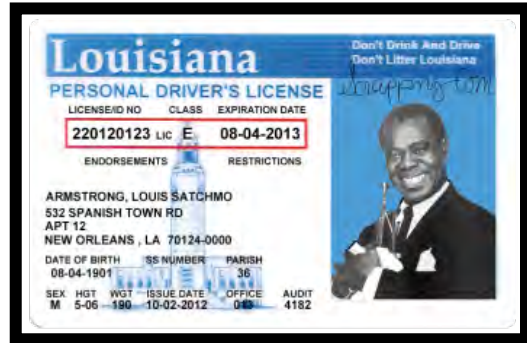 Louisiana
Don't Drink And Drive
Don't Litter Louisiana
PERSONAL DRIVER'S LICENSE
LICENSE/ID NO CLASS EXPIRATION DATE
220120123 LIC E 08-04-2013
ENDORSEMENTS RESTRICTIONS
ARMSTRONG, LOUIS SATCHMO
532 SPANISH TOWN RD
APT 12
NEW ORLEANS , LA 70124-0000
DATE OF BIRTH SS NUMBER PARISH
08-04-1901 36
SEX HGT WGT ISSUE DATE OFFICE AUDIT
M 5-06 190 10-02-2012 4182